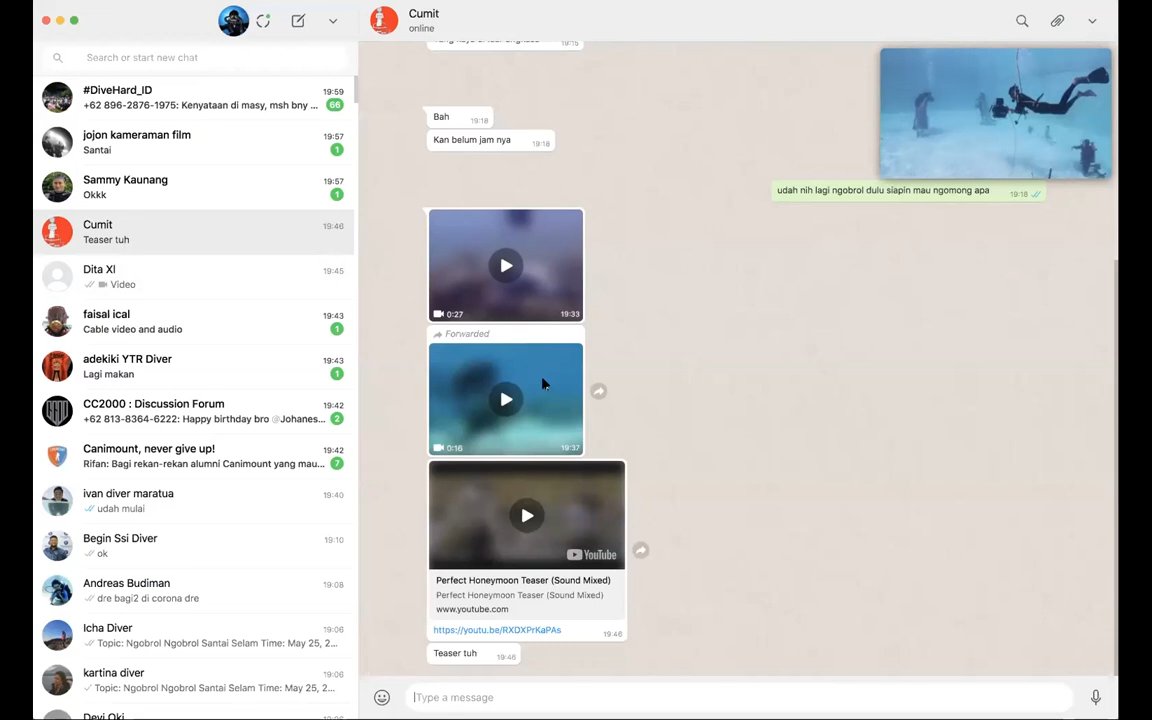 Cumit
online
Search or start new chat
#DiveHard_ID
19:59
+62 896-2876-1975: Kenyataan di masy, msh bny ...
66
jojon kameraman film
19:57
Santai
1
Sammy Kaunang
19:57
Okkk
1
Cumit
19:46
Teaser tuh
Dita Xl
19:45
Video
faisal ical
19:43
Cable video and audio
1
adekiki YTR Diver
19:43
Lagi makan
1
CC2000 : Discussion Forum
19:42
+62 813-8364-6222: Happy birthday bro @Johanes...
2
Canimount, never give up!
19:42
Rifan: Bagi rekan-rekan alumni Canimount yang mau...
7
ivan diver maratua
19:40
udah mulai
Begin Ssi Diver
19:10
ok
Andreas Budiman
19:08
dre bagi2 di corona dre
Icha Diver
19:06
Topic: Ngobrol Ngobrol Santai Selam Time: May 25, 2...
kartina diver
19:06
Topic: Ngobrol Ngobrol Santai Selam Time: May 25, 2...
19:15
Bah
19:18
Kan belum jam nya
19:18
udah nih lagi ngobrol dulu siapin mau ngomong apa
19:18
0:27
19:33
Forwarded
0:16
19:37
YouTube
Perfect Honeymoon Teaser (Sound Mixed)
Perfect Honeymoon Teaser (Sound Mixed)
www.youtube.com
https://youtu.be/RXDXPrKaPAs
19:46
Teaser tuh
19:46
Type a message